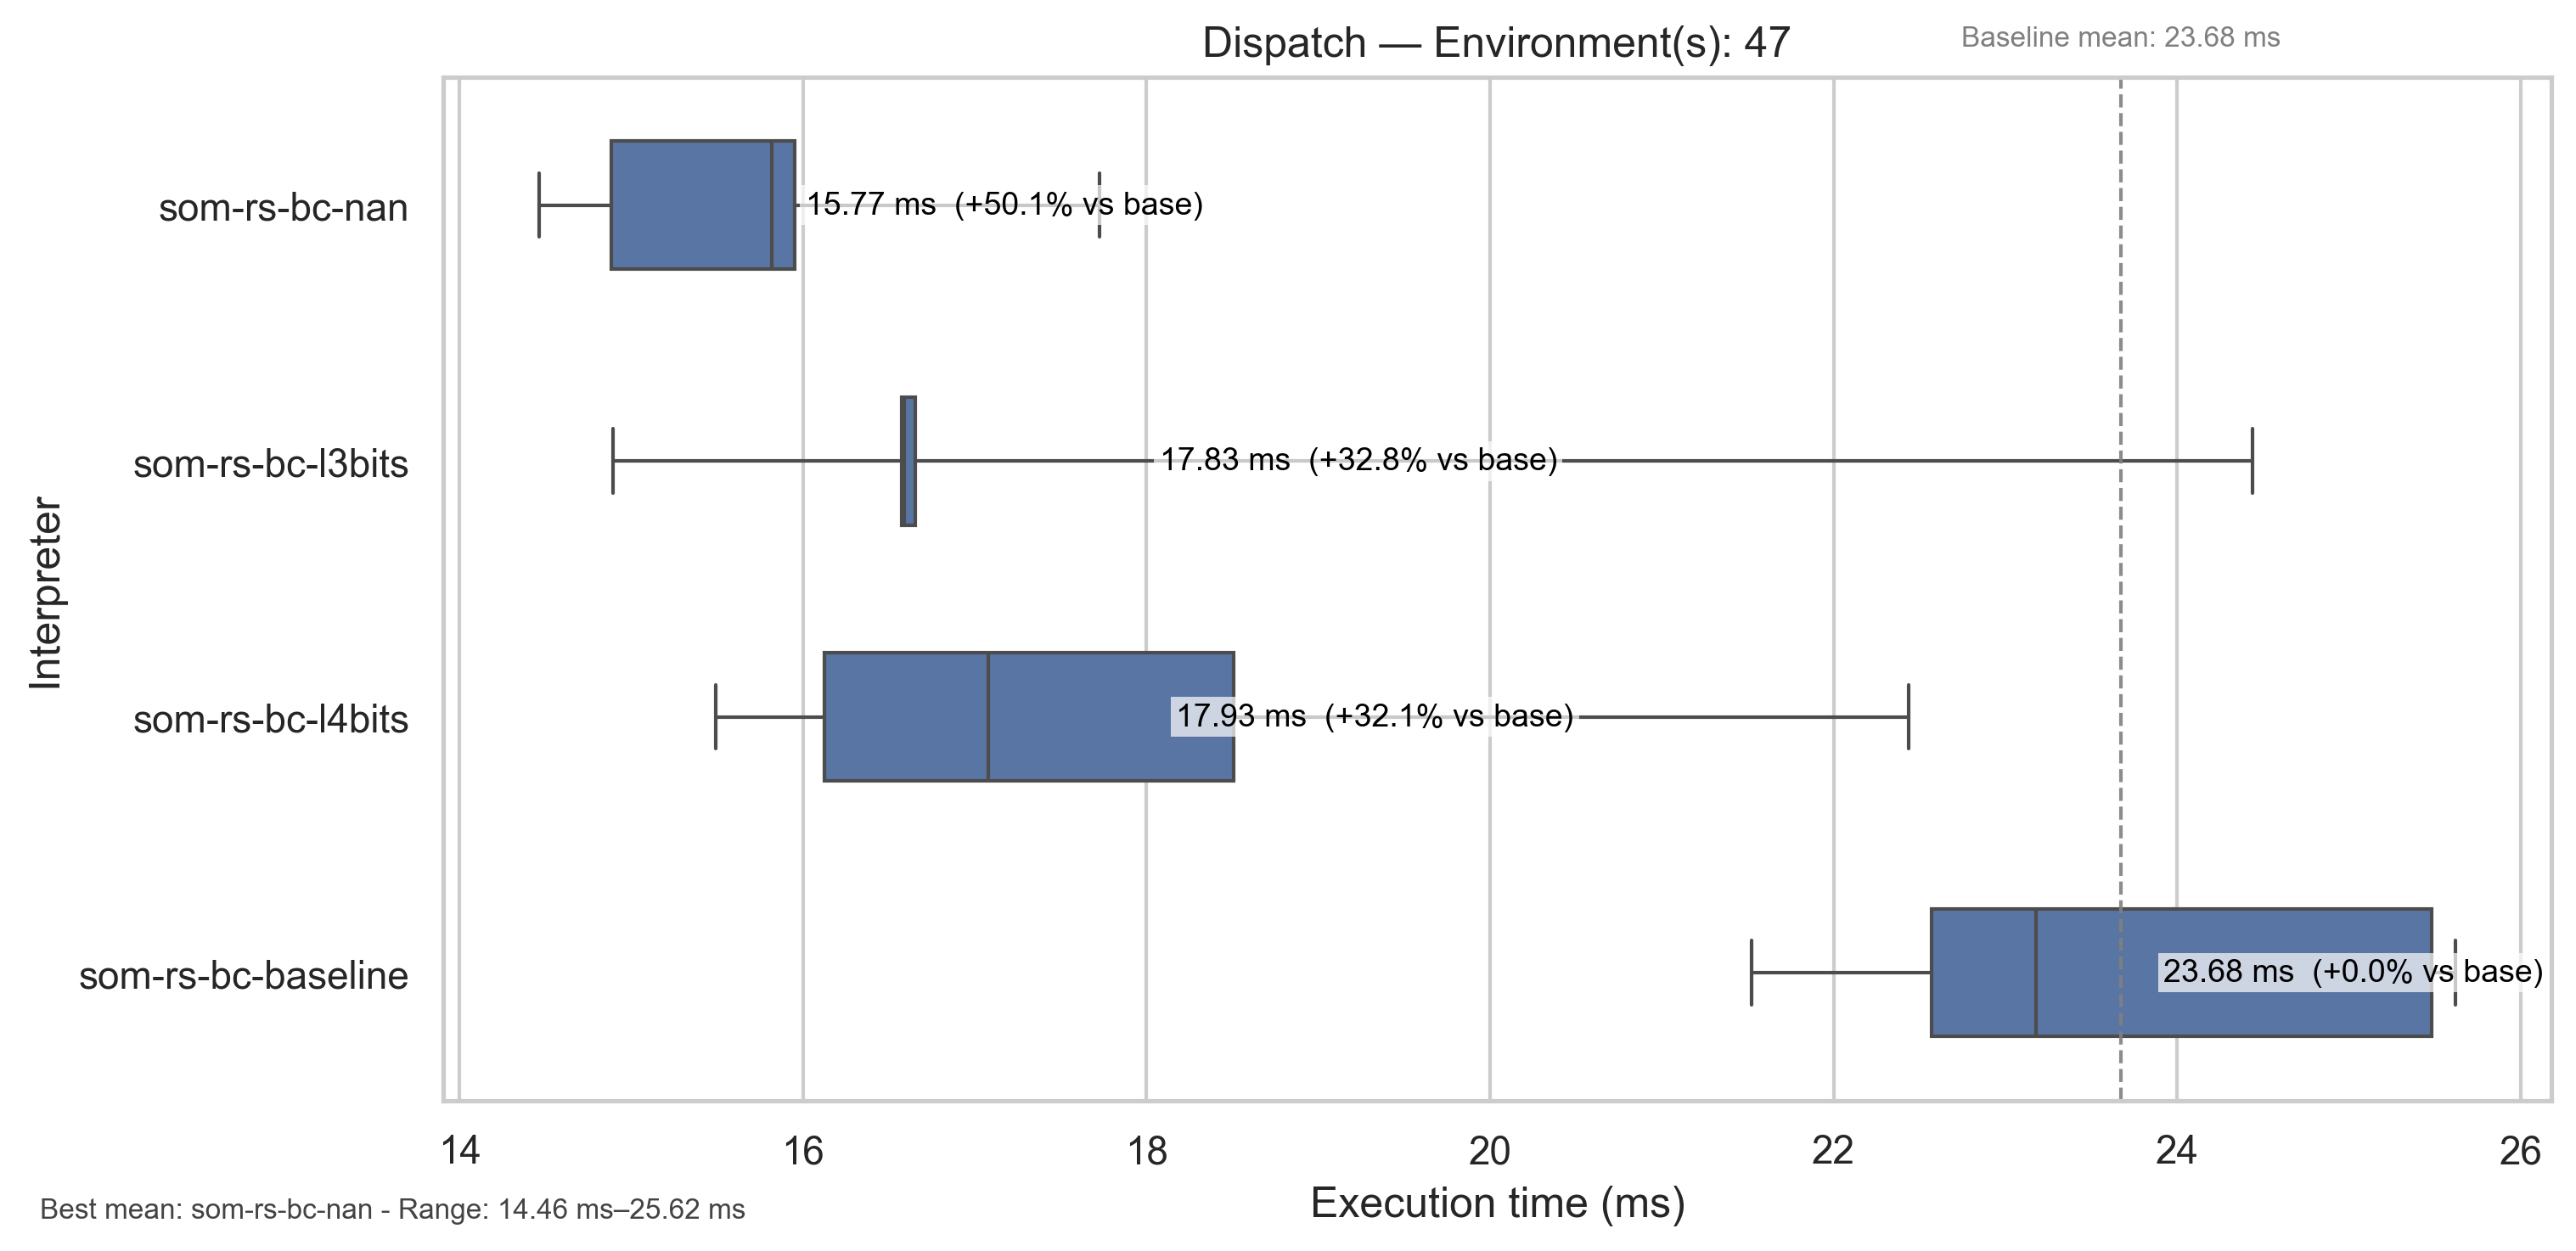 Dispatch — Environment(s): 47
Baseline mean: 23.68 ms
Interpreter
som-rs-bc-nan
15.77 ms  (+50.1% vs base)
som-rs-bc-l3bits
17.83 ms  (+32.8% vs base)
som-rs-bc-l4bits
17.93 ms  (+32.1% vs base)
som-rs-bc-baseline
23.68 ms  (+0.0% vs base)
14 16 18 20 22 24 26
Execution time (ms)
Best mean: som-rs-bc-nan - Range: 14.46 ms–25.62 ms